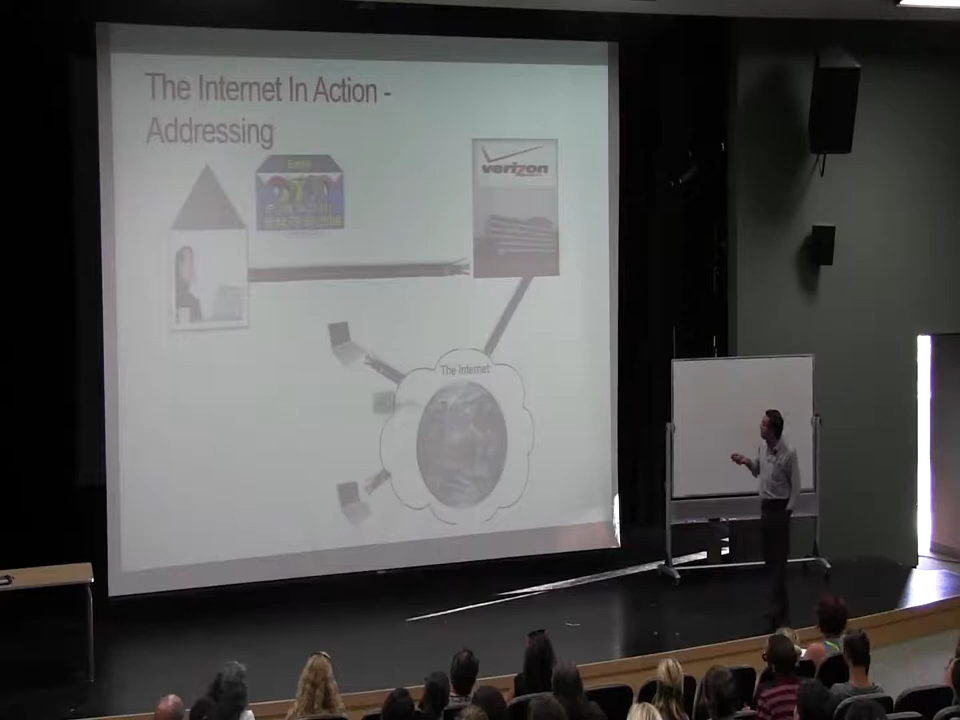 The Internet In Action -
Addressing
verizon
The Internet